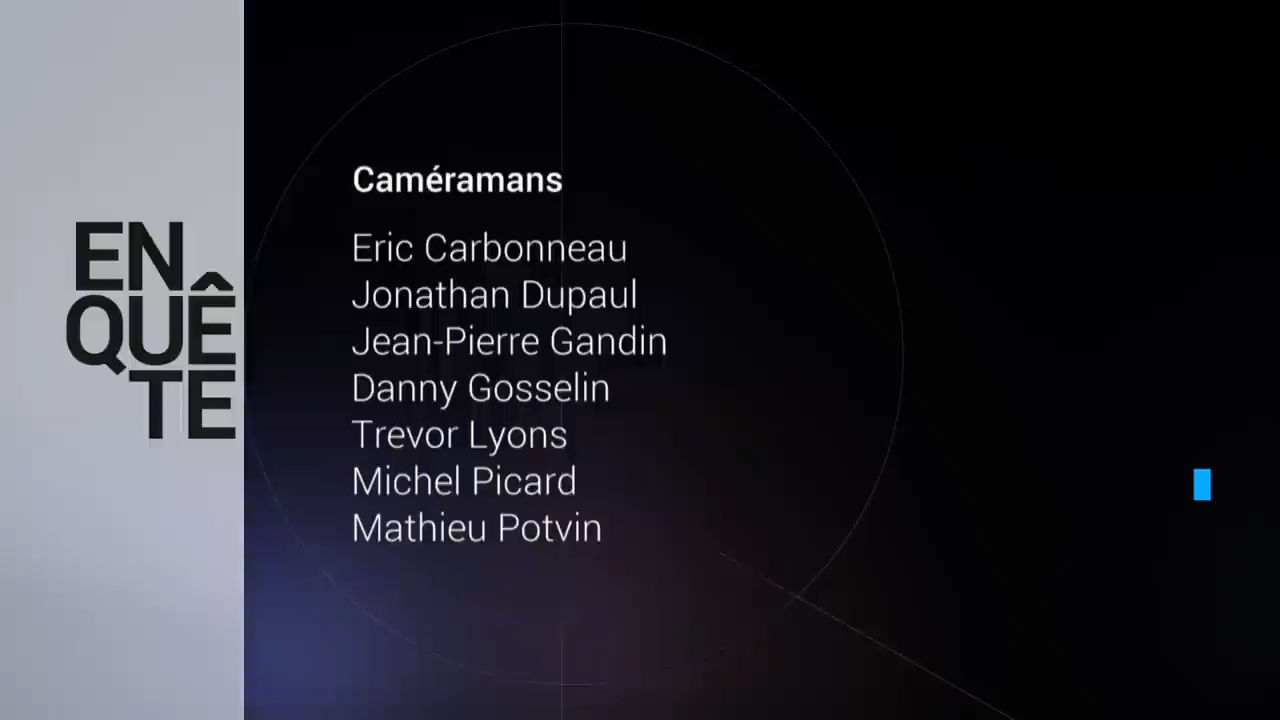 EN
QUÊ
TE
Caméramans
Eric Carbonneau
Jonathan Dupaul
Jean-Pierre Gandin
Danny Gosselin
Trevor Lyons
Michel Picard
Mathieu Potvin